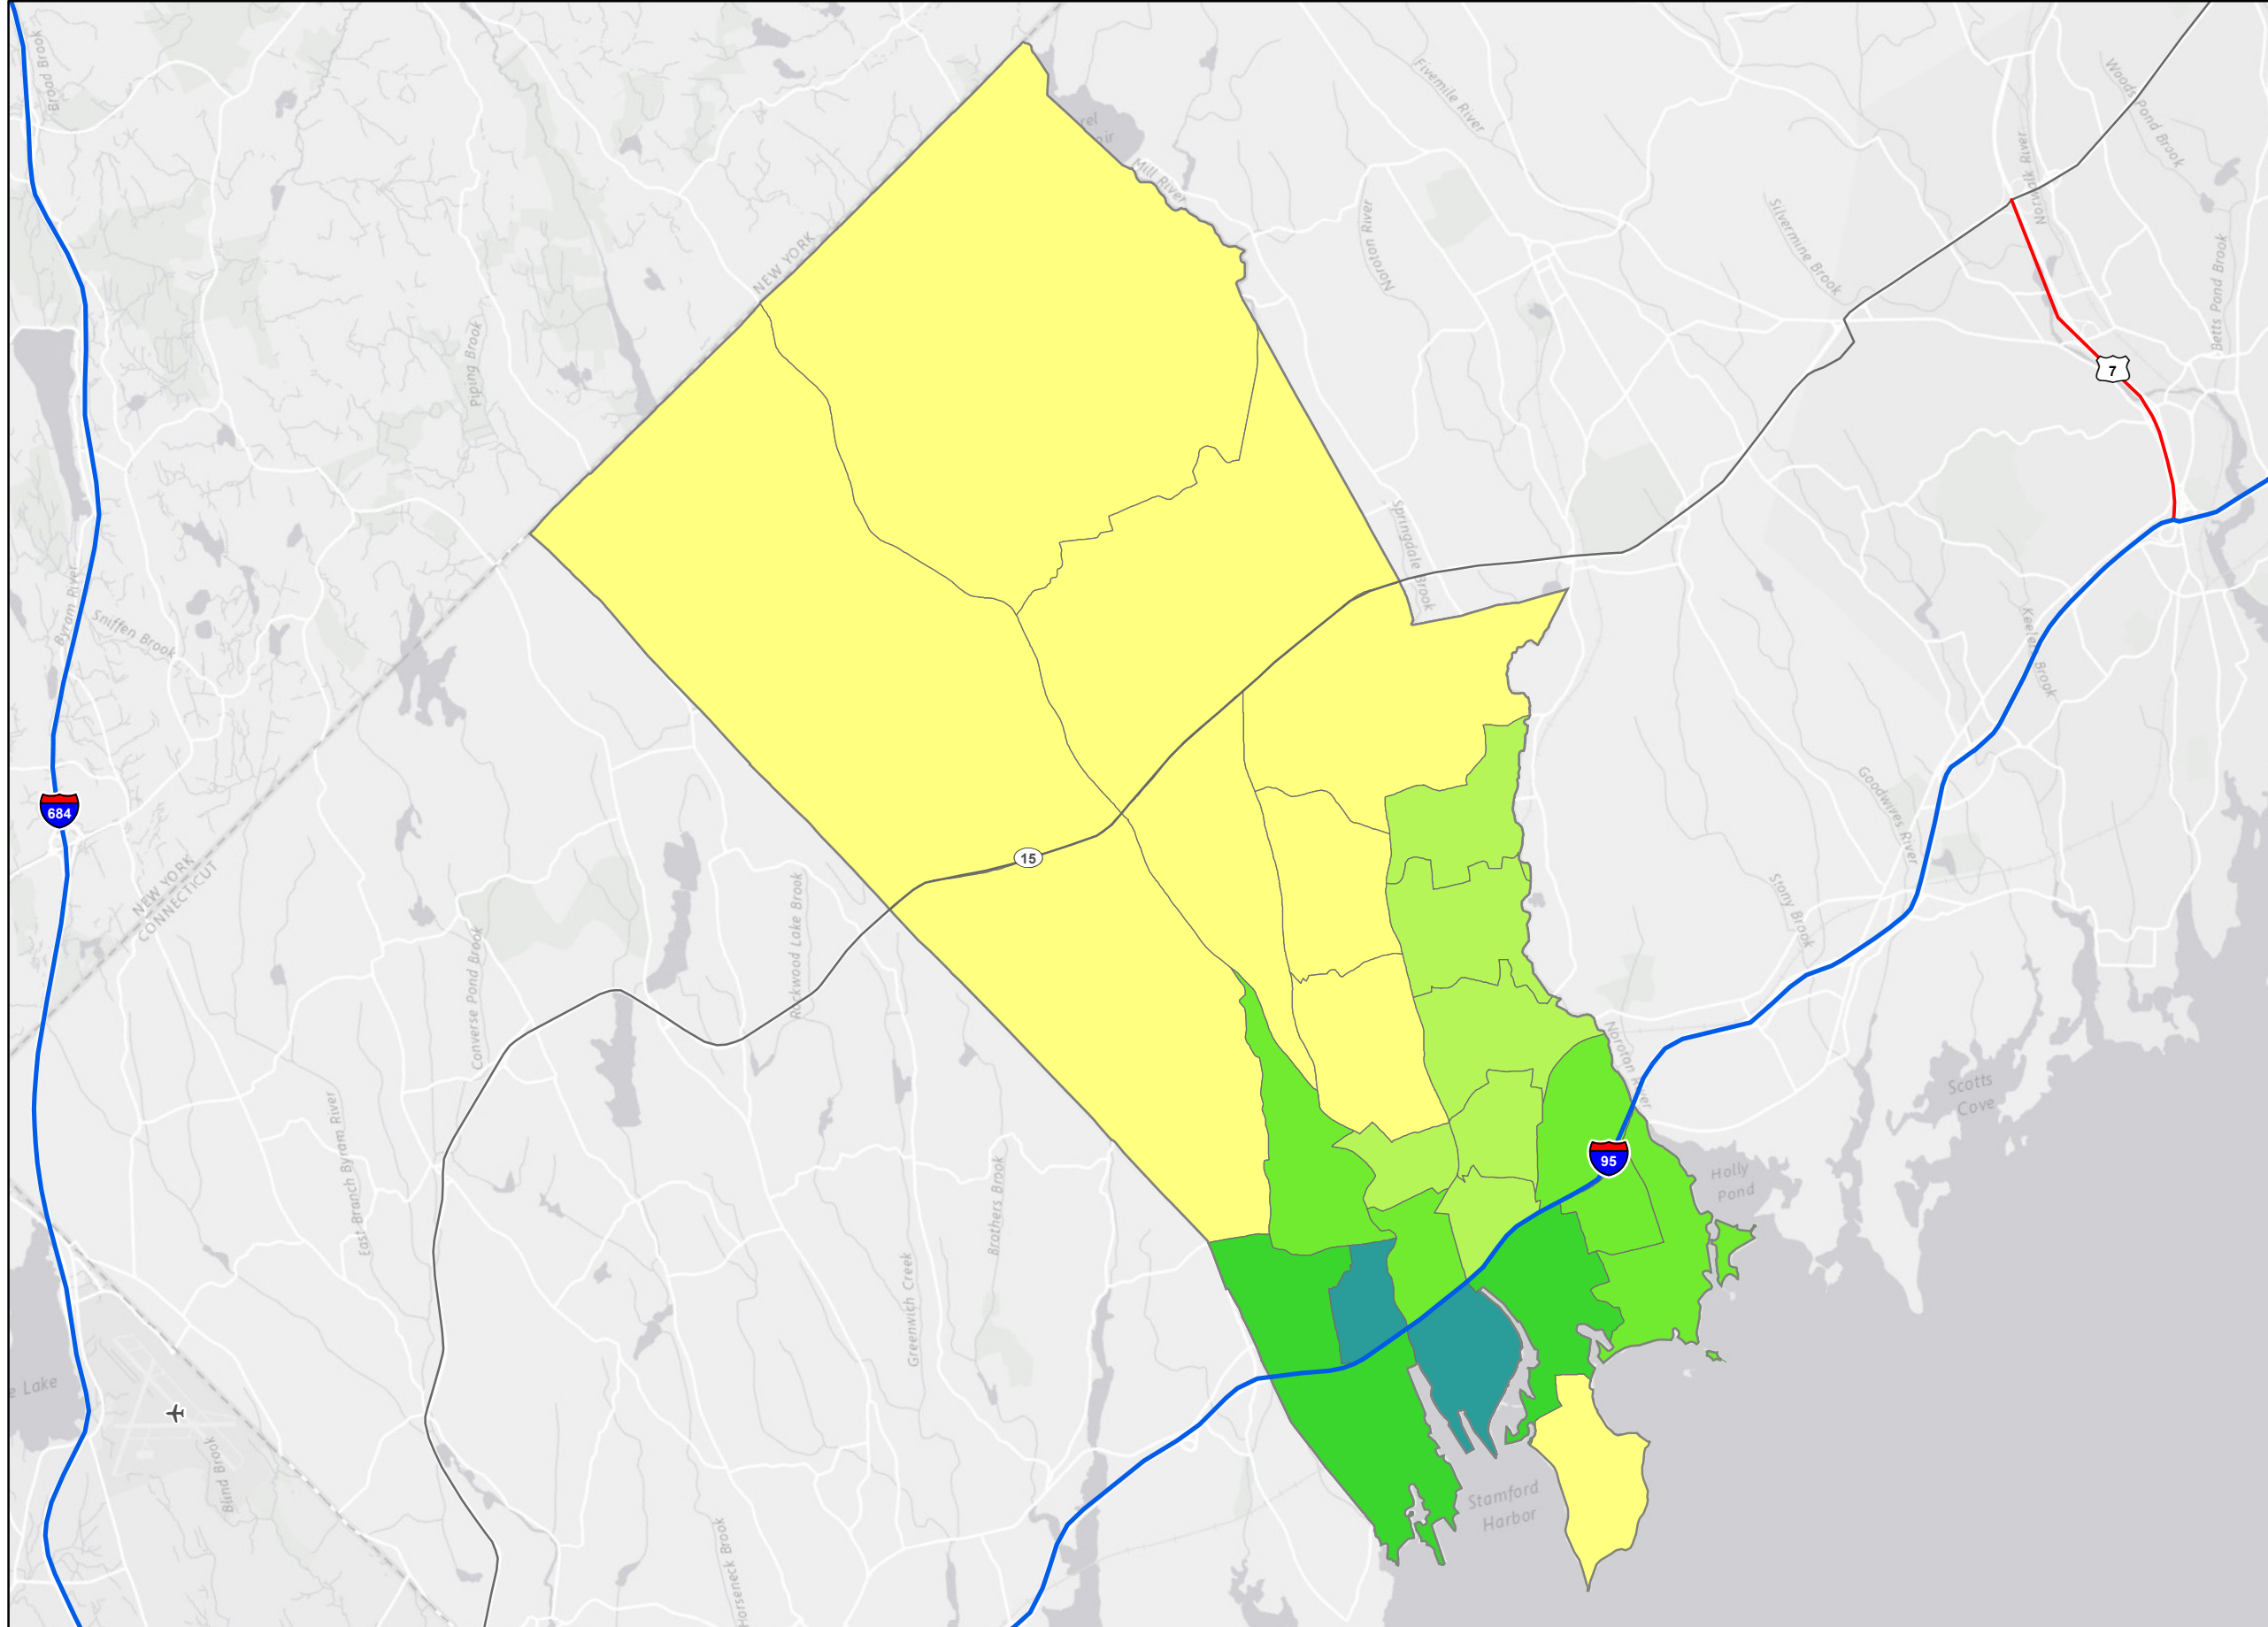 Broad Brook
Fivemile River
Woods Pond Brook
Mill River
Norwalk River
Silvermine Brook
Noroton River
NEW YORK
Betts Pond Brook
Piping Brook
7
Springdale Brook
Byram River
Sniffen Brook
Keelers Brook
684
Goodwives River
15
NEW YORK
CONNECTICUT
Rockwood Lake Brook
Stony Brook
Converse Pond Brook
Noroton River
Scotts
Cove
East Branch Byram River
95
Holly
Pond
Brothers Brook
Greenwich Creek
Lake
Stamford
Harbor
Blind Brook
Horseneck Brook